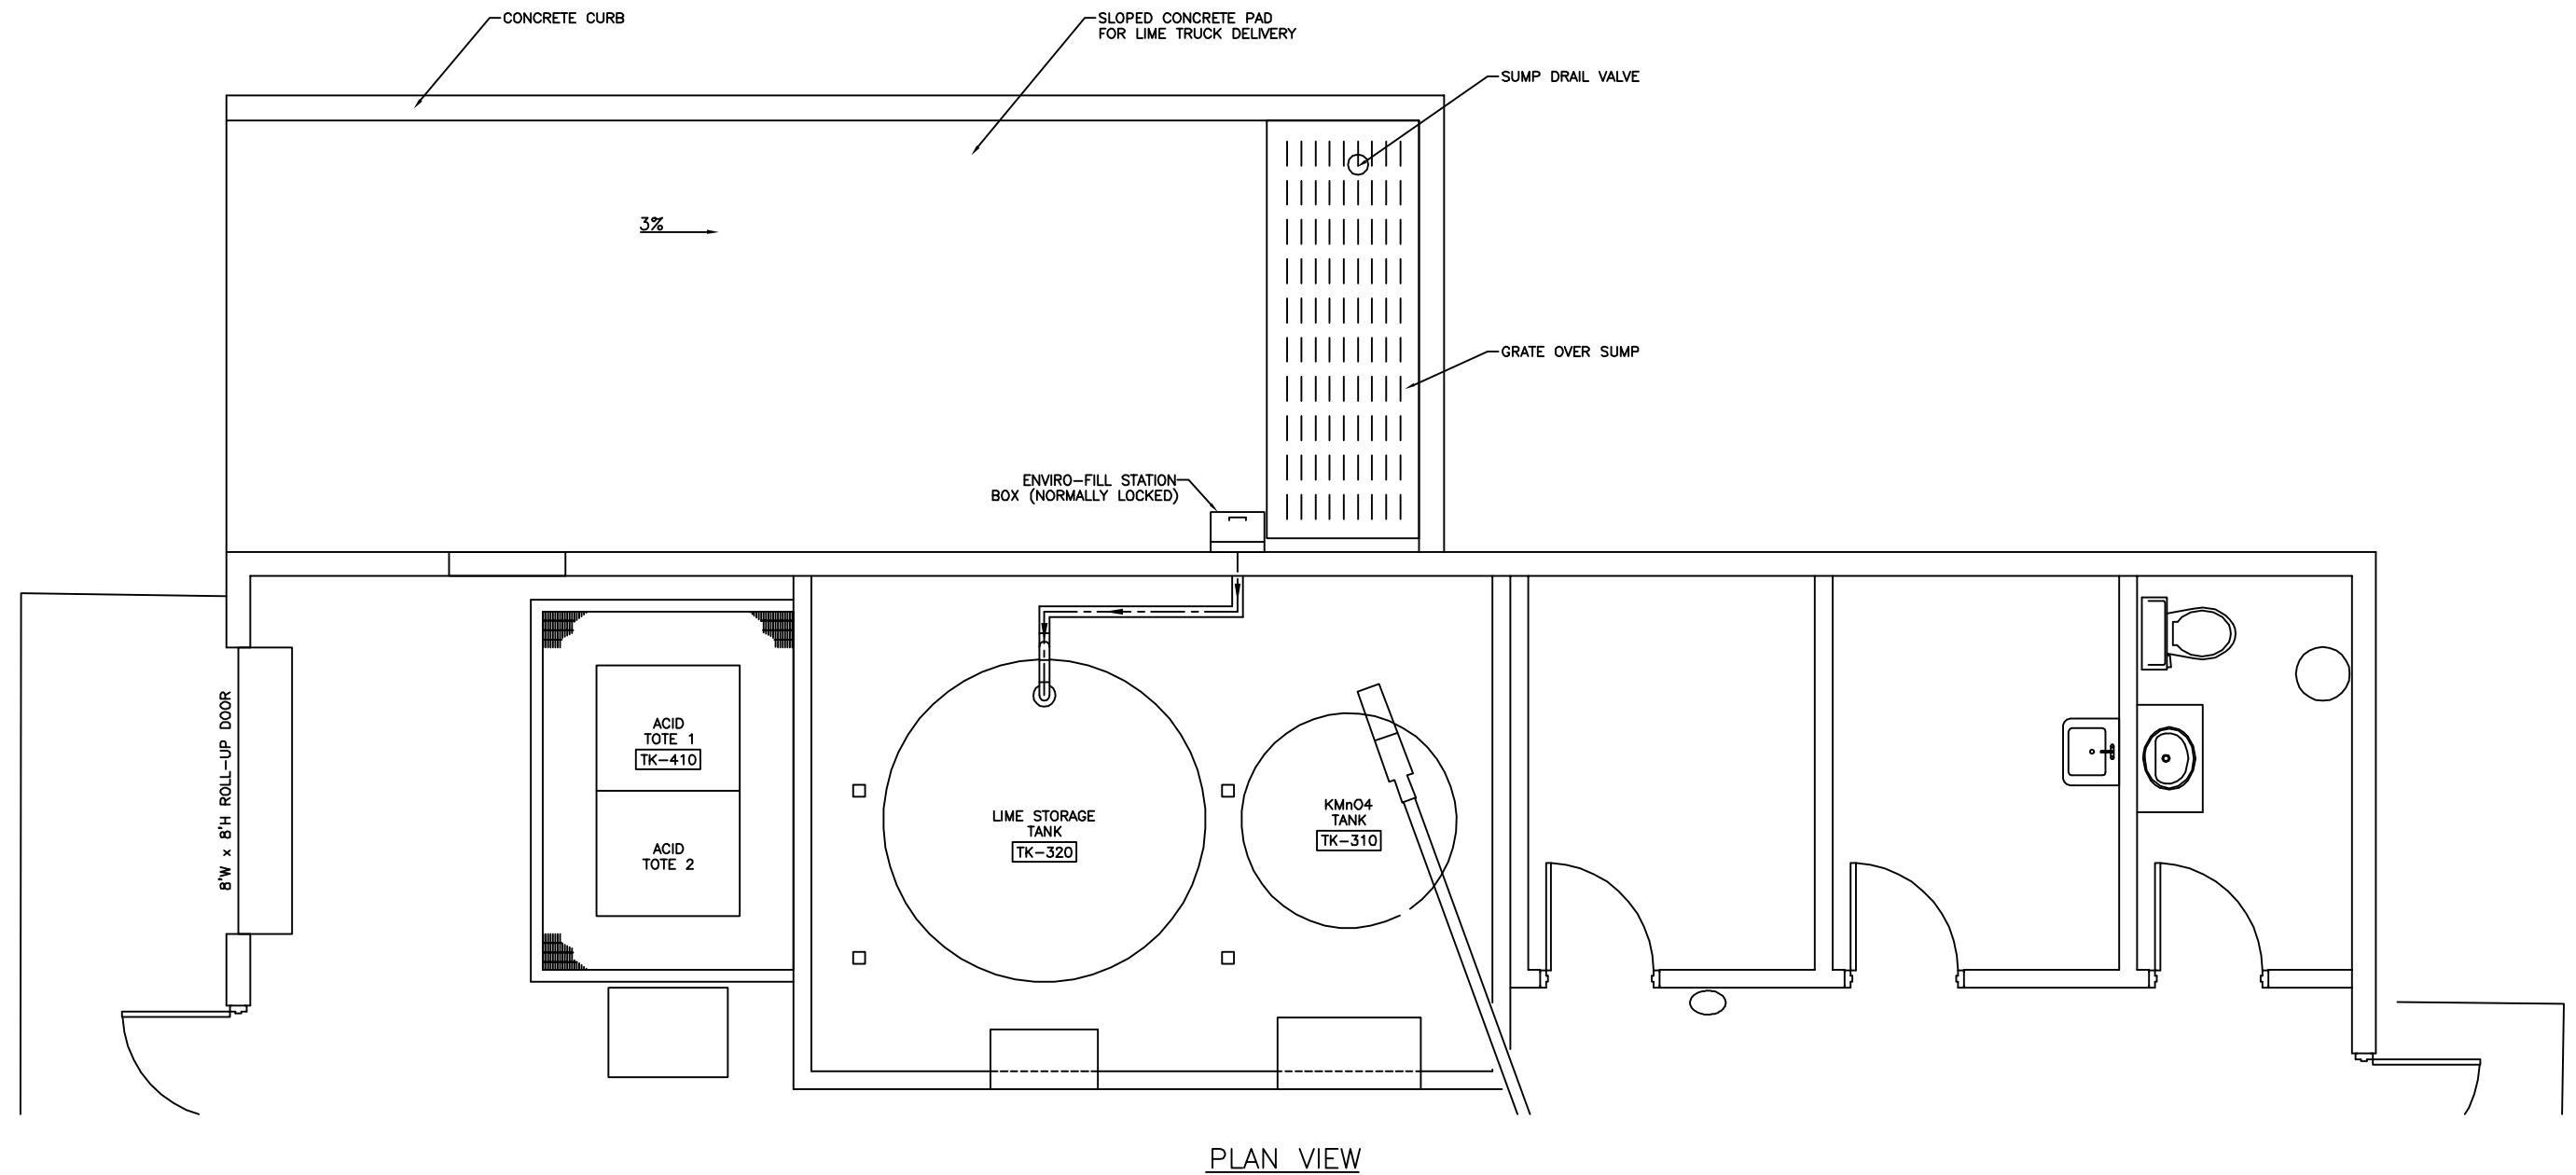 CONCRETE CURB
SLOPED CONCRETE PAD
FOR LIME TRUCK DELIVERY
SUMP DRAIL VALVE
3%
GRATE OVER SUMP
ENVIRO-FILL STATION
BOX (NORMALLY LOCKED)
8'W x 8'H ROLL-UP DOOR
ACID
TOTE 1
TK-410
ACID
TOTE 2
LIME STORAGE
TANK
TK-320
KMnO4
TANK
TK-310
PLAN VIEW